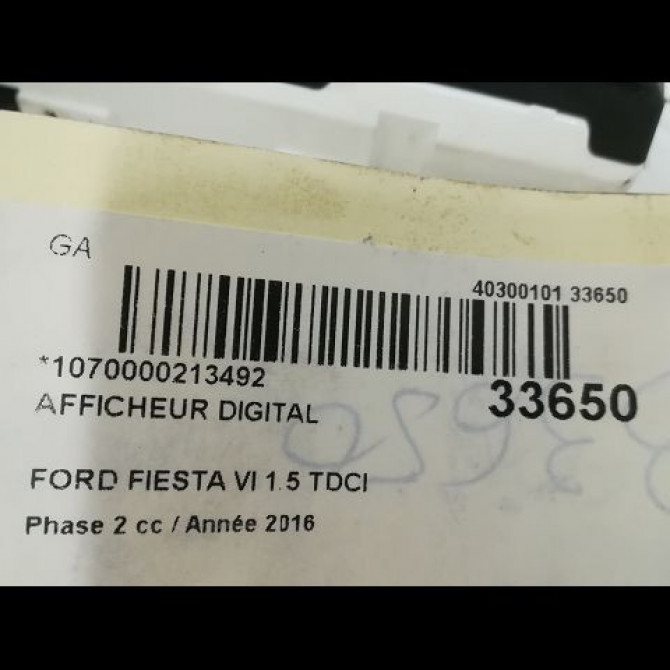 GA
40300101 33650
*1070000213492
33650
AFFICHEUR DIGITAL
FORD FIESTA VI 1.5 TDCI
Phase 2 cc / Année 2016